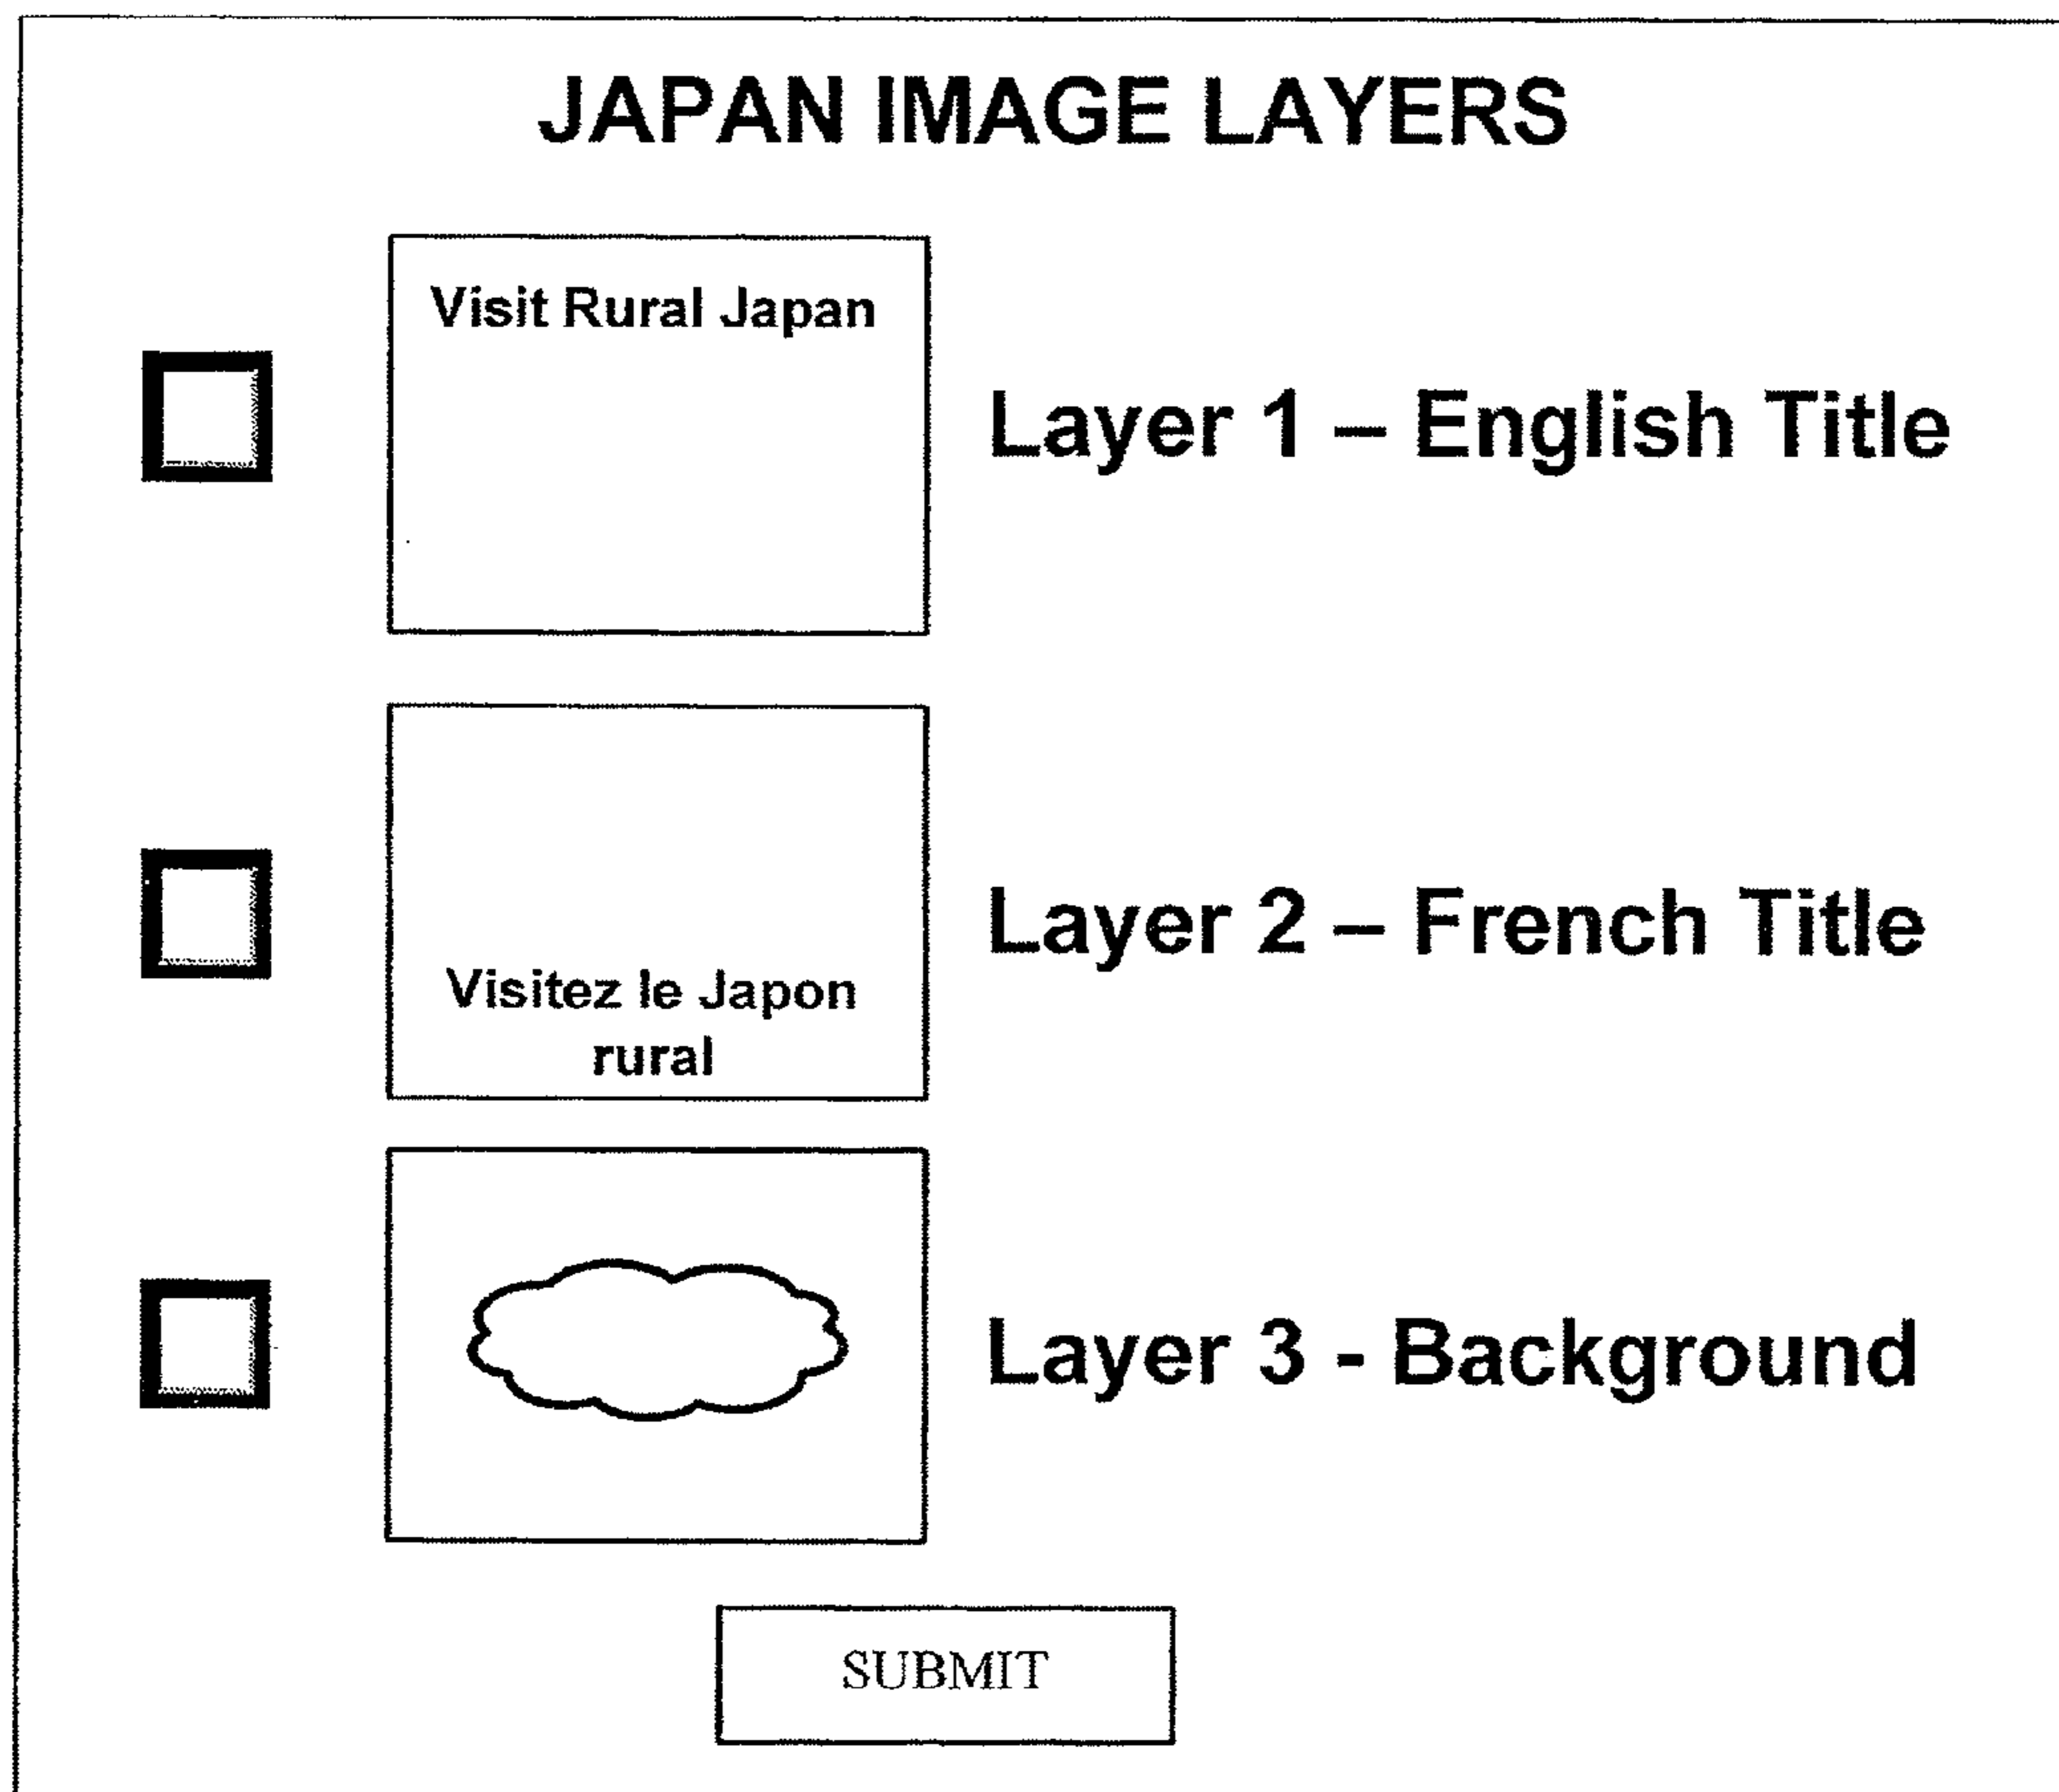 JAPAN IMAGE LAYERS
Visit Rural Japan
Layer 1 – English Title
Layer 2 – French Title
Visitez le Japon
rural
Layer 3 - Background
SUBMIT